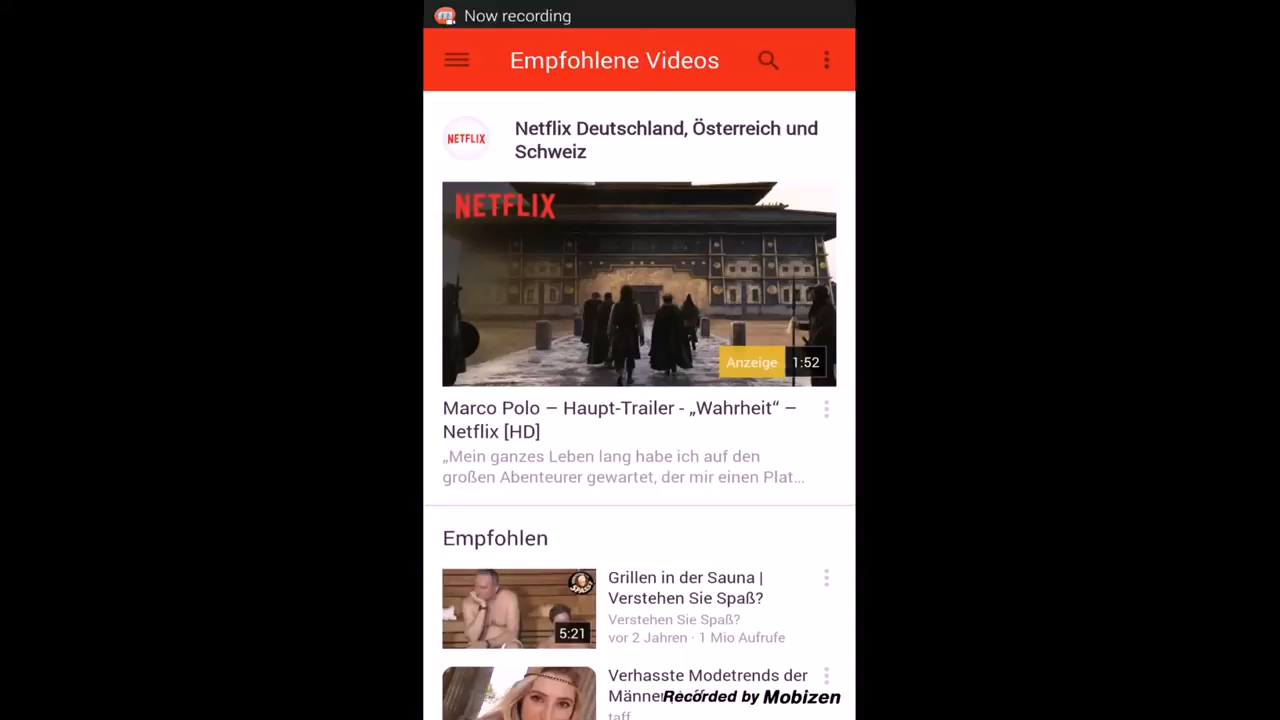 Now recording
Empfohlene Videos
NETFLIX
Netflix Deutschland, Österreich und
Schweiz
NETFLIX
Anzeige 1:52
Marco Polo – Haupt-Trailer - „Wahrheit“ –
Netflix [HD]
„Mein ganzes Leben lang habe ich auf den
großen Abenteurer gewartet, der mir einen Plat...
Empfohlen
5:21
Grillen in der Sauna |
Verstehen Sie Spaß?
Verstehen Sie Spaß?
vor 2 Jahren · 1 Mio Aufrufe
Verhasste Modetrends der
Männer
Recorded by Mobizen
taff